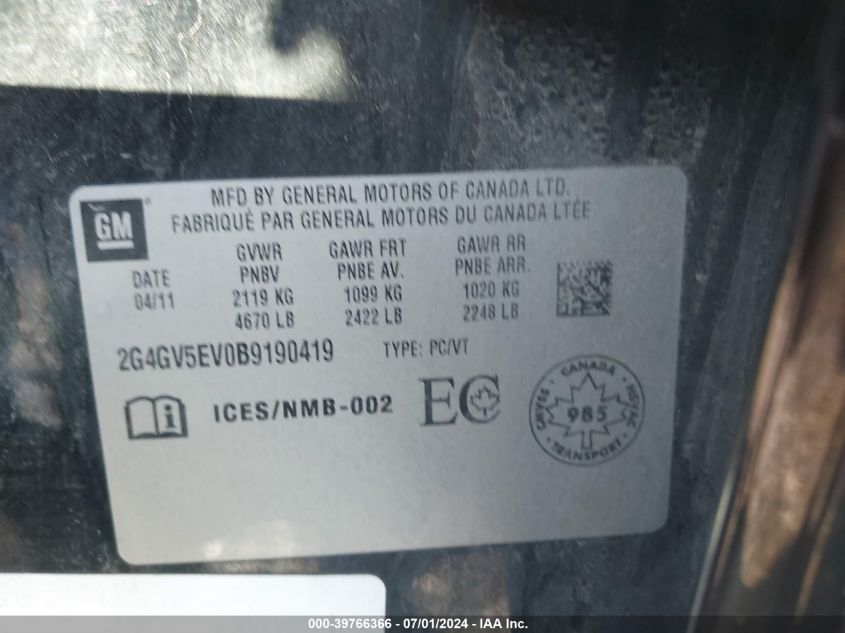 GM
MFD BY GENERAL MOTORS OF CANADA LTD.
FABRIQUÉ PAR GENERAL MOTORS DU CANADA LTÉE
DATE GVWR GAWR FRT GAWR RR
PNBV PNBE AV. PNBE ARR.
04/11 2119 KG 1099 KG 1020 KG
4670 LB 2422 LB 2248 LB
2G4GV5EV0B9190419 TYPE: PC/VT
i ICES/NMB-002 EC
CANADA
CMVSS 985 NSVAC
TRANSPORT
000-39766366 - 07/01/2024 - IAA Inc.